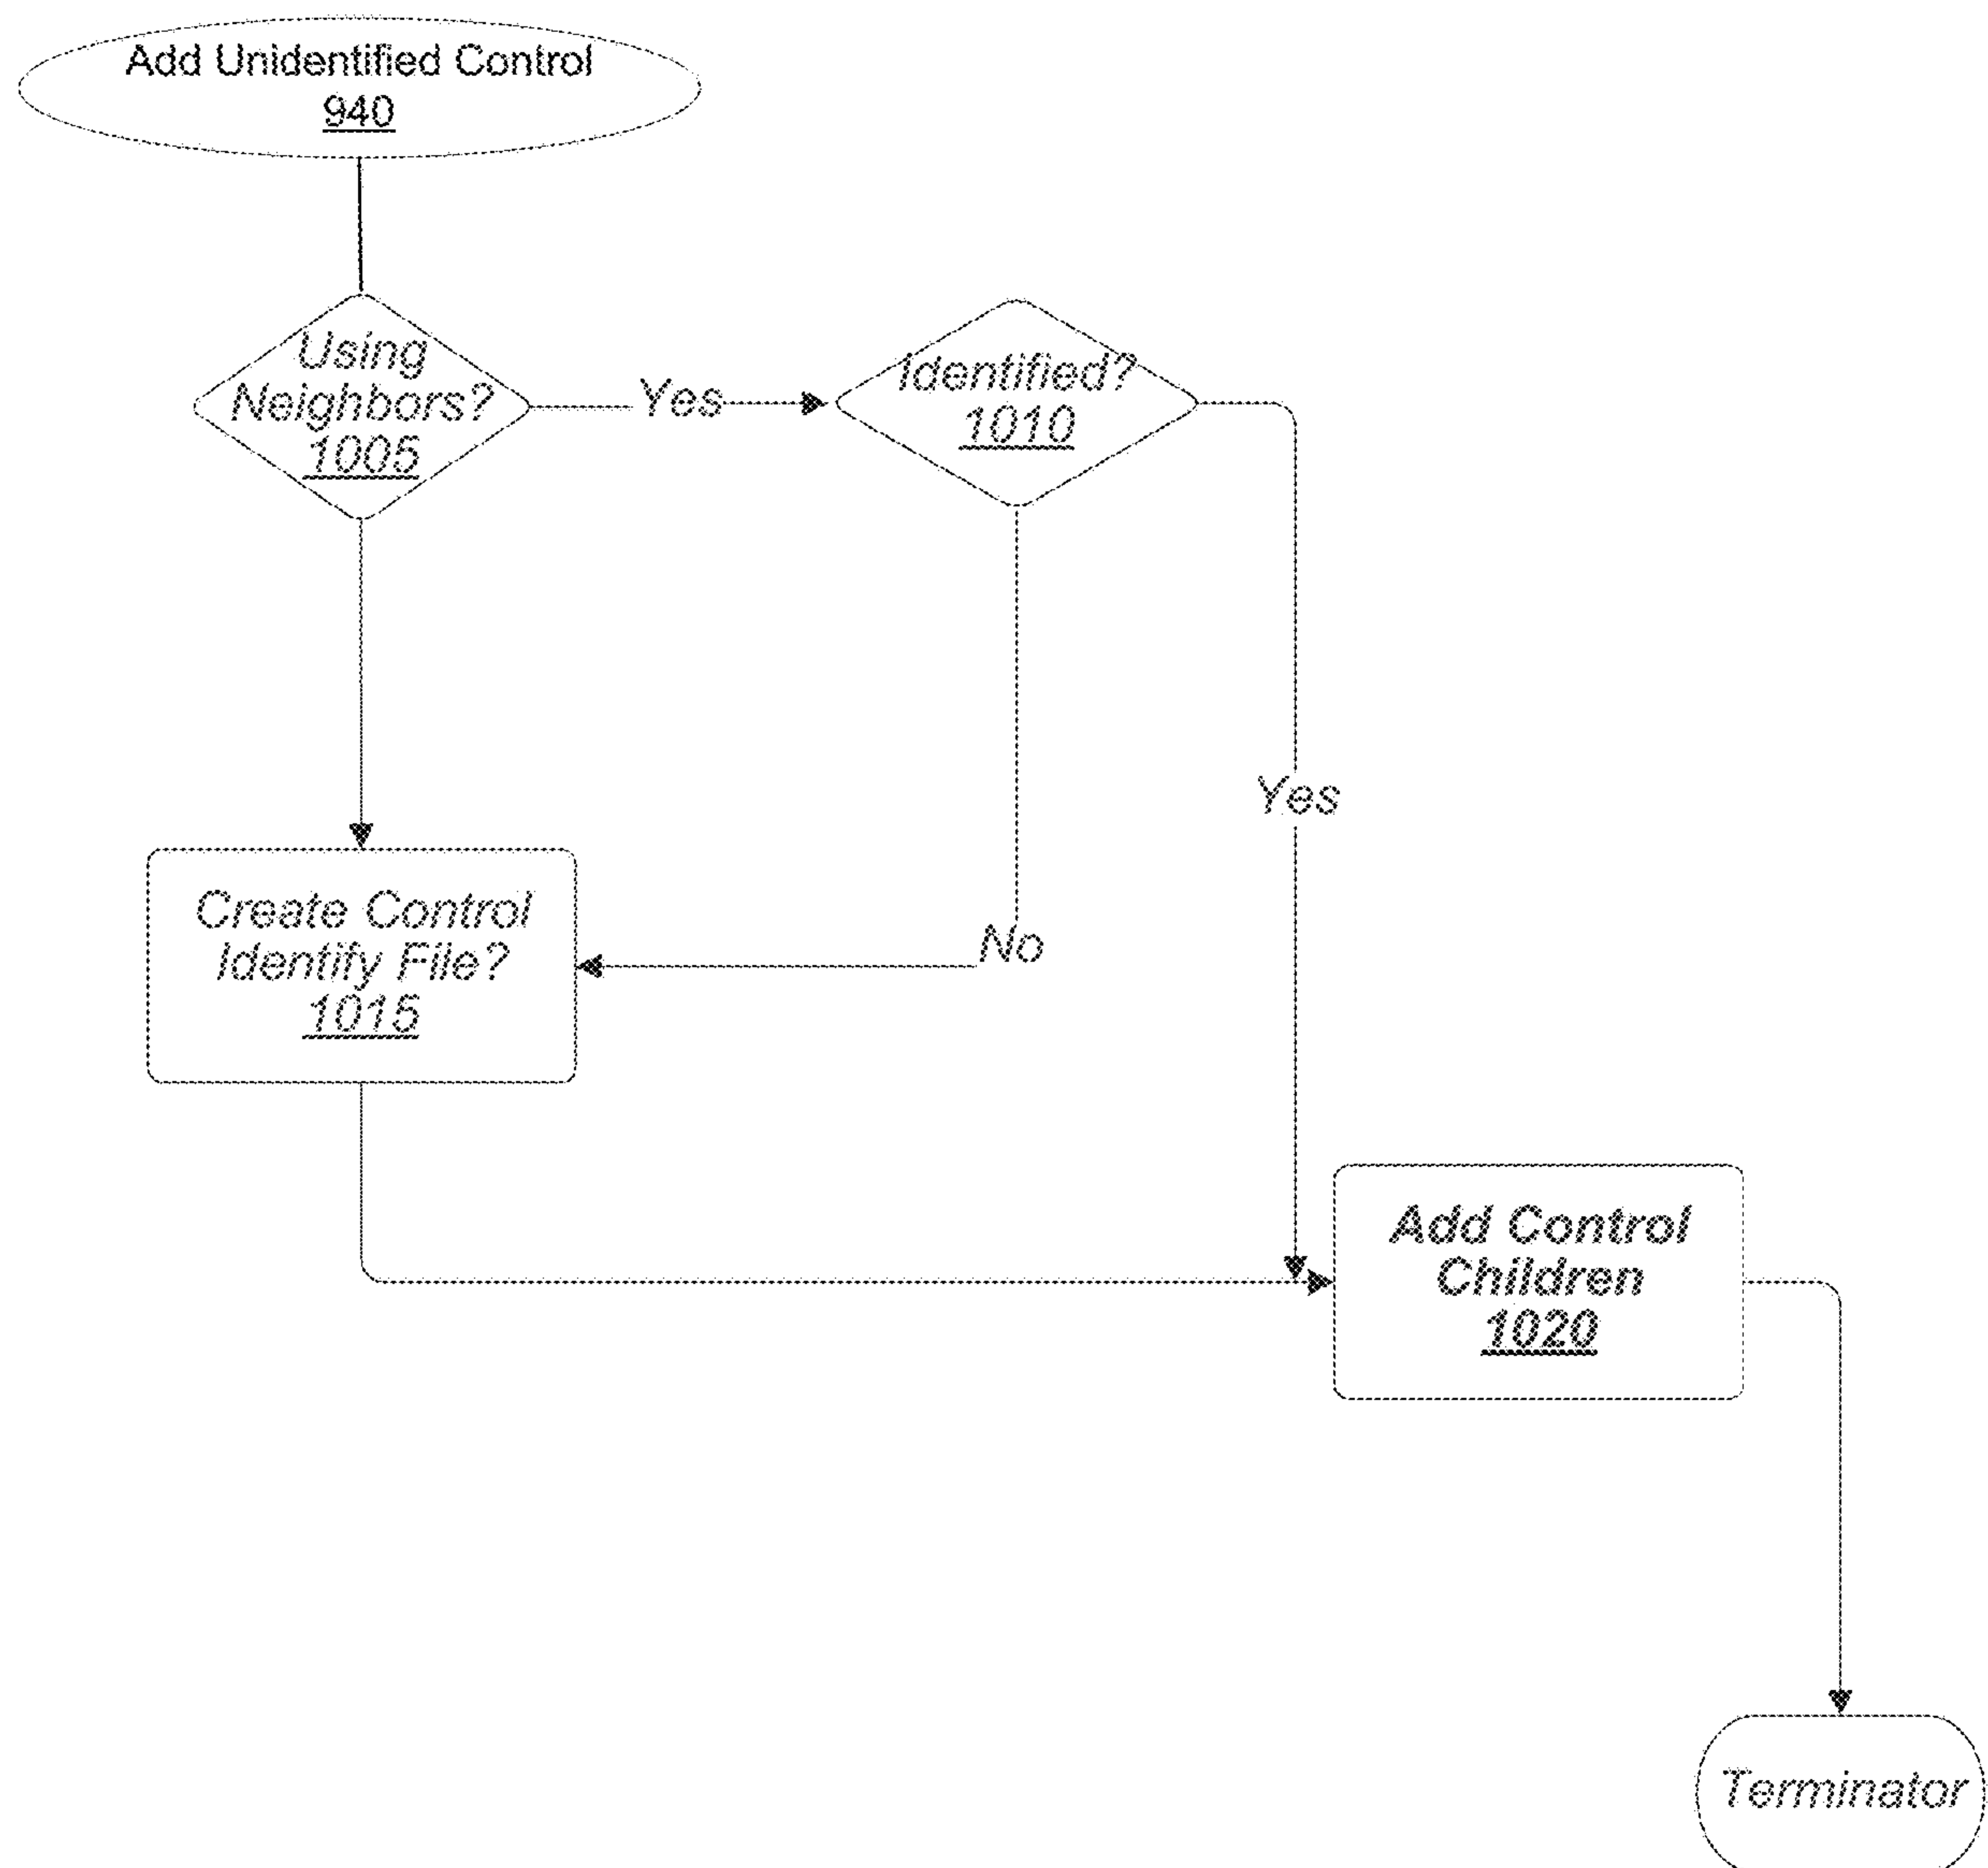 Add Unidentified Control
940
Using
Neighbors?
1005
Yes
Identified?
1010
Yes
Create Control
Identify File?
1015
No
Add Control
Children
1020
Terminator